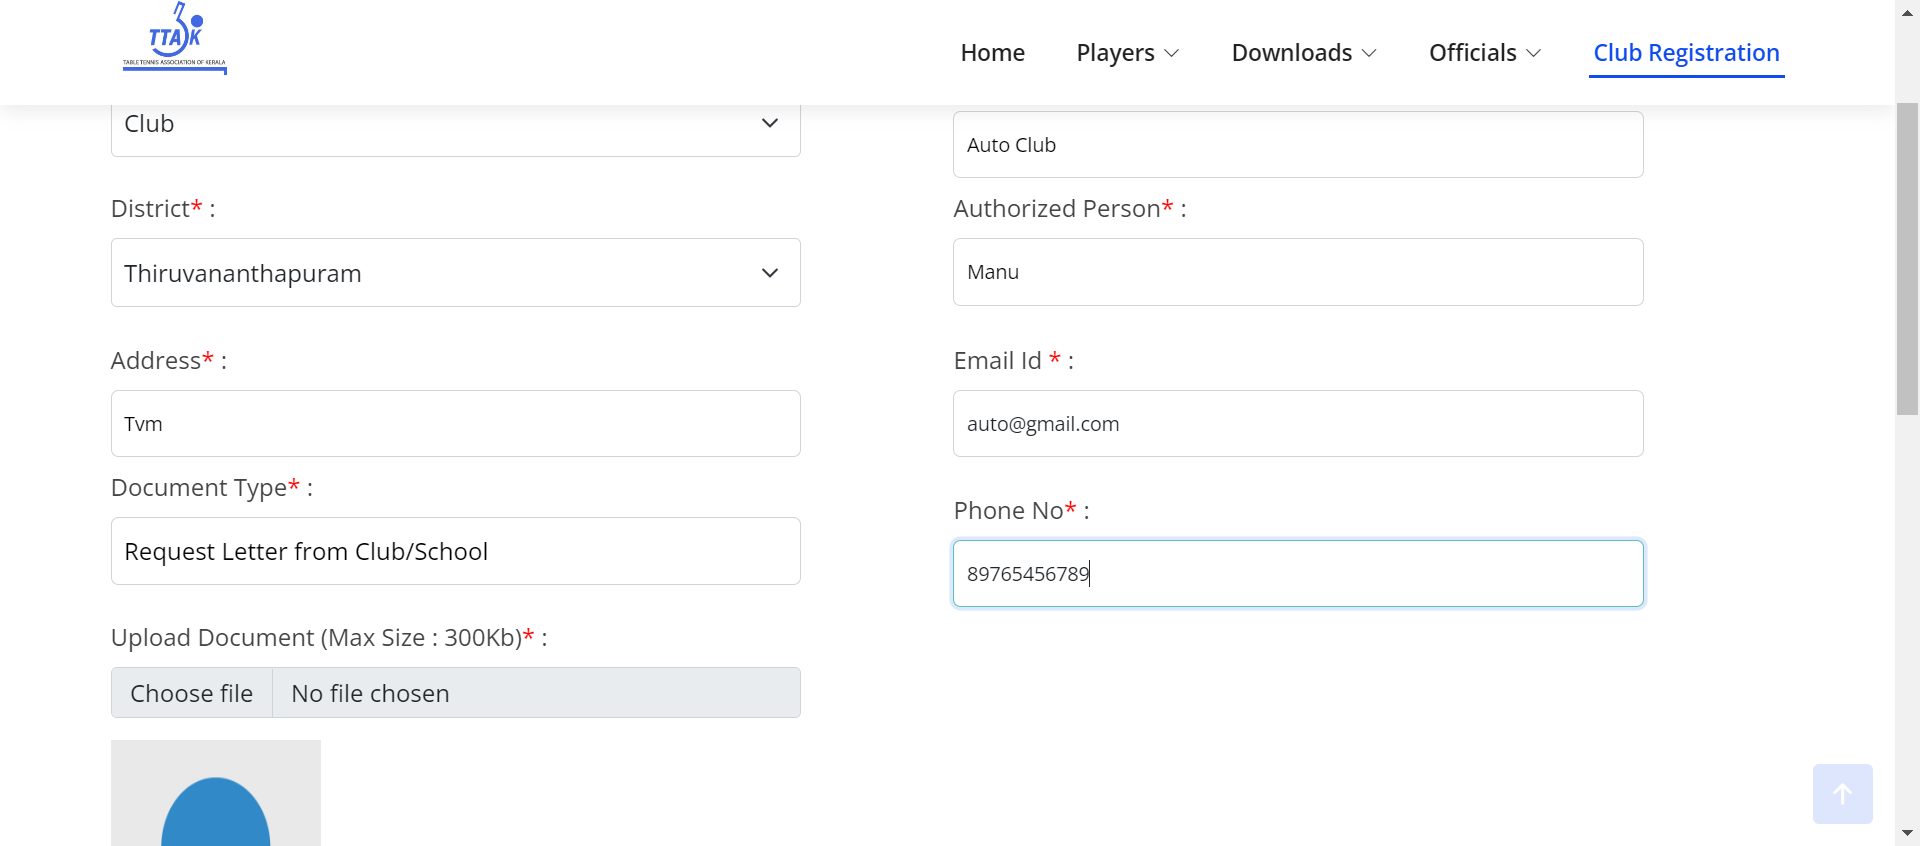 TTASK
TABLE TENNIS ASSOCIATION OF KERALA
Home
Players
Downloads
Officials
Club Registration
Club
Auto Club
District* :
Authorized Person* :
Thiruvananthapuram
Manu
Address* :
Email Id * :
Tvm
auto@gmail.com
Document Type* :
Phone No* :
Request Letter from Club/School
89765456789
Upload Document (Max Size : 300Kb)* :
Choose file
No file chosen